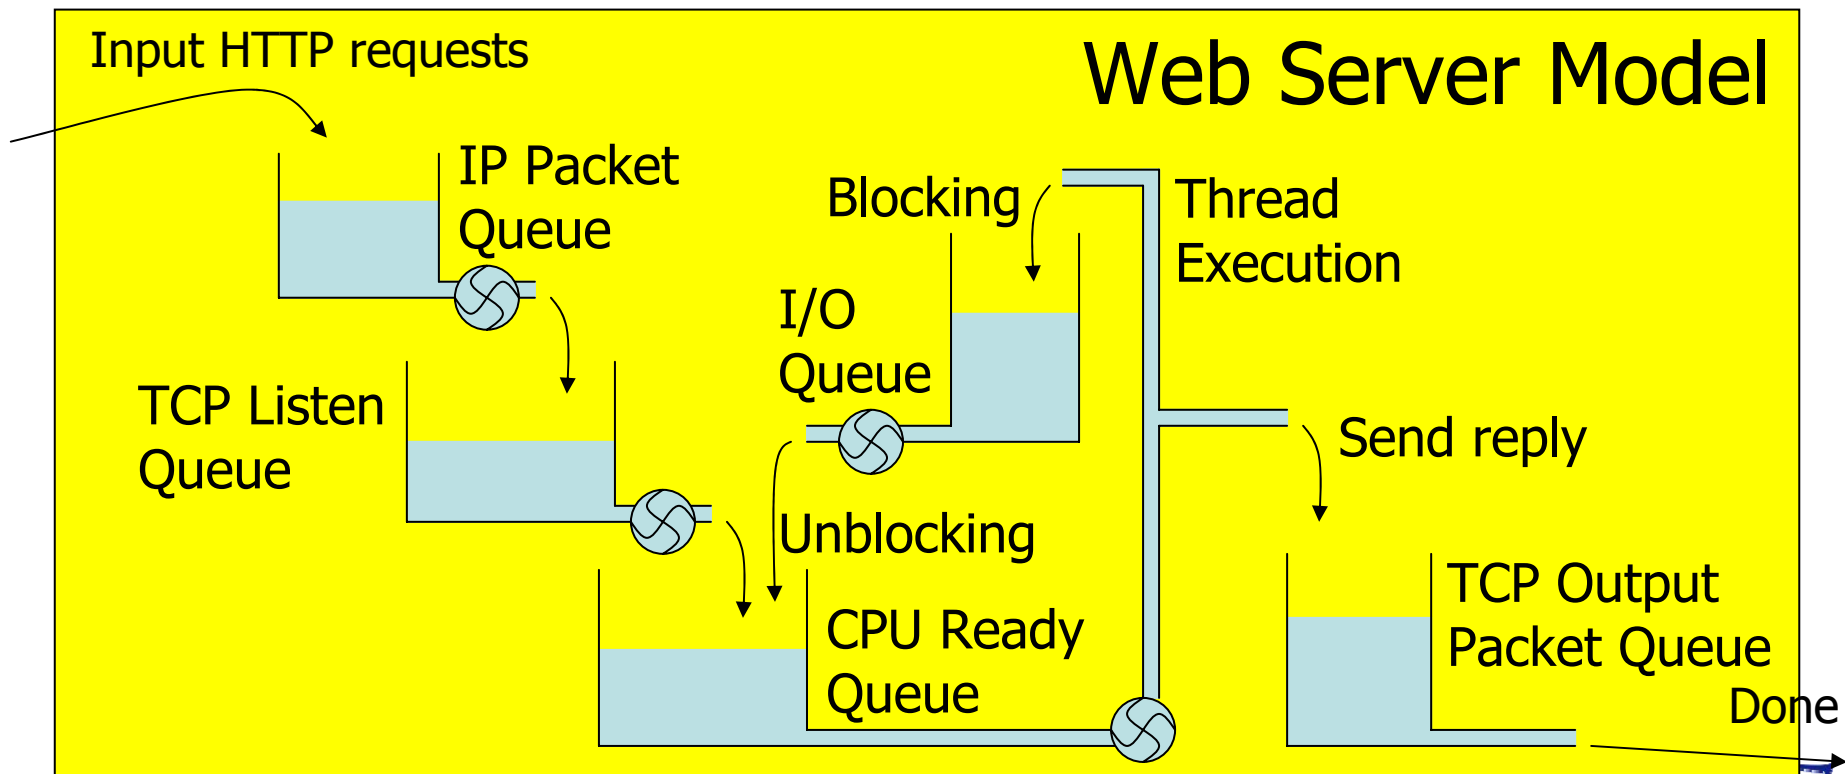 Input HTTP requests
Web Server Model
IP Packet
Queue
Blocking
Thread
Execution
I/O
Queue
TCP Listen
Queue
Send reply
Unblocking
TCP Output
Packet Queue
CPU Ready
Queue
Done